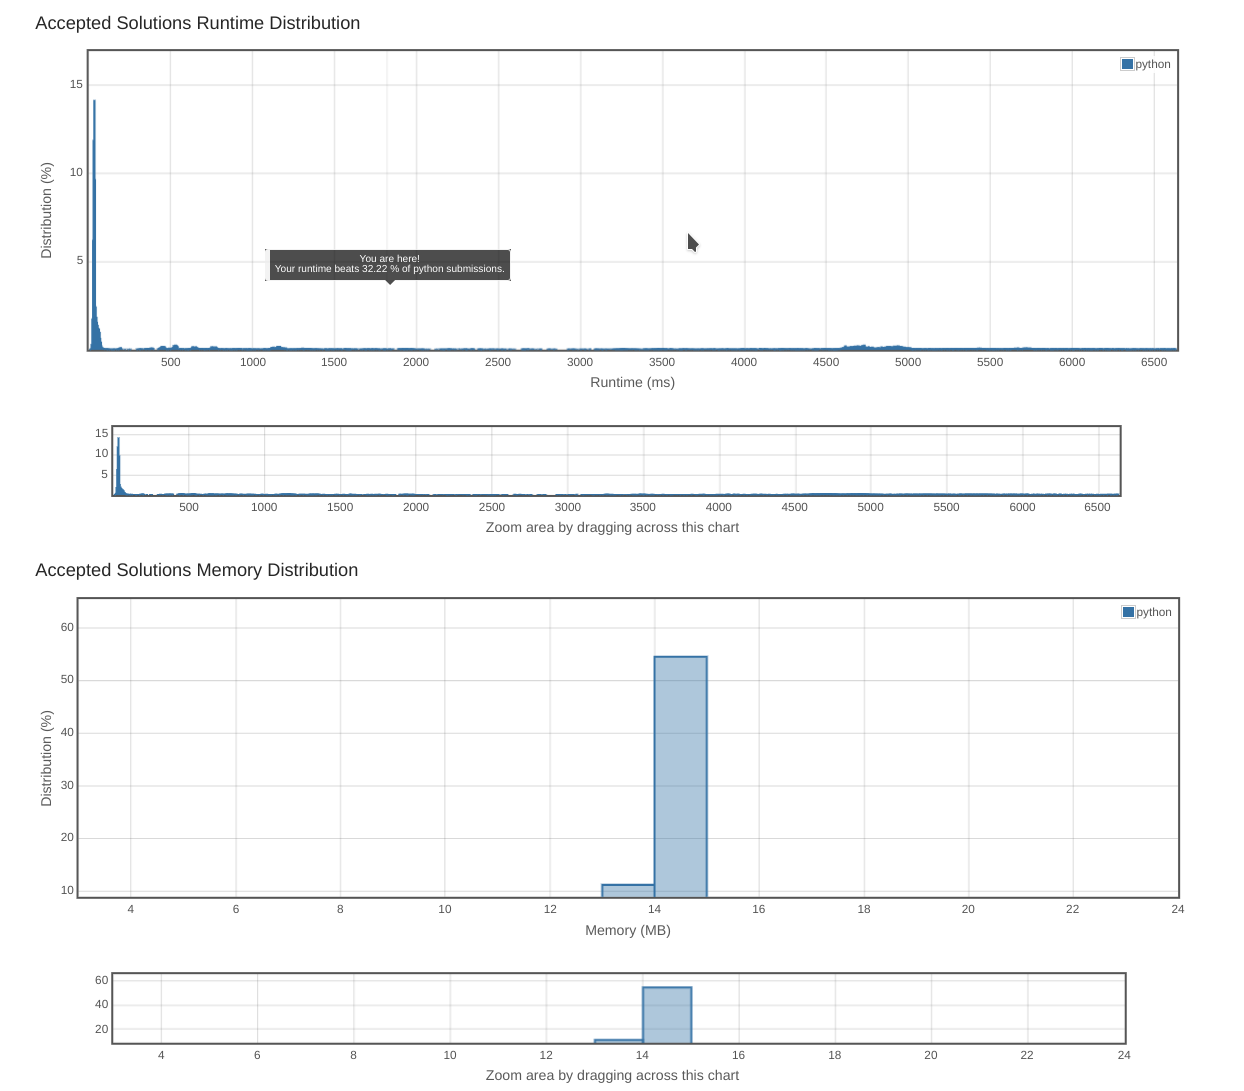 Accepted Solutions Runtime Distribution
python
15
10
5
Distribution (%)
You are here!
Your runtime beats 32.22 % of python submissions.
500 1000 1500 2000 2500 3000 3500 4000 4500 5000 5500 6000 6500
Runtime (ms)
15
10
5
500 1000 1500 2000 2500 3000 3500 4000 4500 5000 5500 6000 6500
Zoom area by dragging across this chart
Accepted Solutions Memory Distribution
python
60
50
40
30
20
10
Distribution (%)
4 6 8 10 12 14 16 18 20 22 24
Memory (MB)
60
40
20
4 6 8 10 12 14 16 18 20 22 24
Zoom area by dragging across this chart